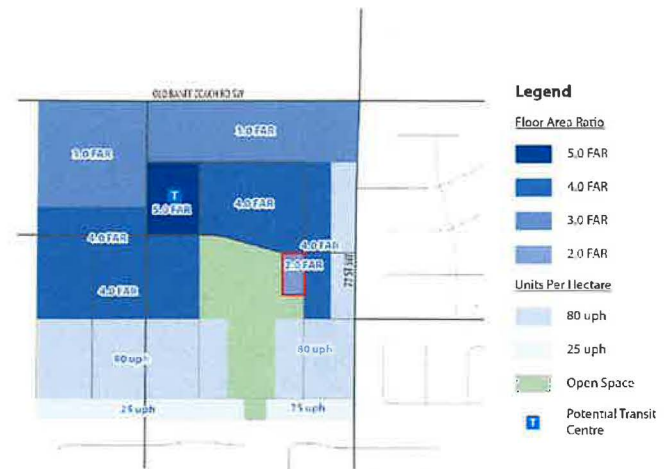 OLD BANFF COACH RD SW
3.0 FAR
3.0 FAR
T
5.0 FAR
4.0 FAR
4.0 FAR
4.0 FAR
2.0 FAR
77 ST SW
4.0 FAR
80 uph
80 uph
25 uph
25 uph
Legend
Floor Area Ratio
5.0 FAR
4.0 FAR
3.0 FAR
2.0 FAR
Units Per Hectare
80 uph
25 uph
Open Space
T
Potential Transit
Centre